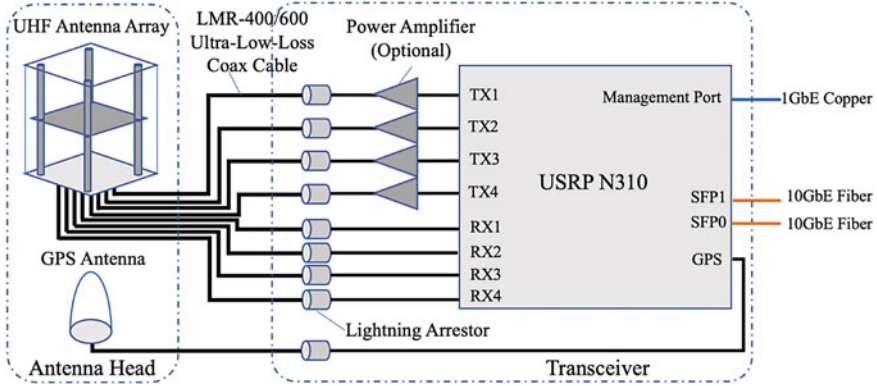 UHF Antenna Array
LMR-400/600
Ultra-Low-Loss
Coax Cable
Power Amplifier
(Optional)
TX1
TX2
TX3
TX4
RX1
RX2
RX3
RX4
USRP N310
Management Port
SFP1
SFP0
GPS
1GbE Copper
10GbE Fiber
10GbE Fiber
GPS Antenna
Lightning Arrestor
Antenna Head
Transceiver